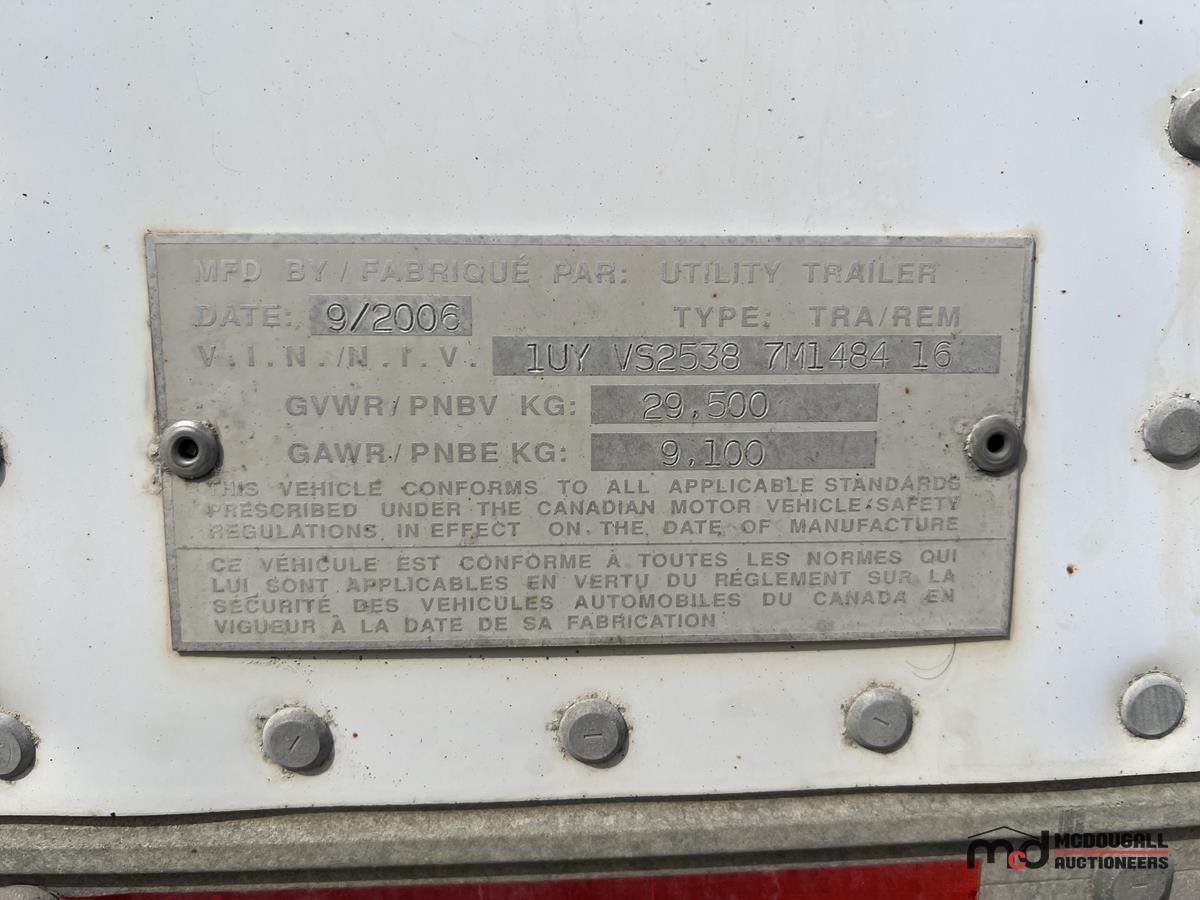 MFD BY / FABRIQUÉ PAR: UTILITY TRAILER
DATE: 9/2006 TYPE: TRA/REM
V.I.N./N.I.V. 1UY VS2538 7M1484 16
GVWR/PNBV KG: 29,500
GAWR/PNBE KG: 9,100
THIS VEHICLE CONFORMS TO ALL APPLICABLE STANDARDS
PRESCRIBED UNDER THE CANADIAN MOTOR VEHICLE SAFETY
REGULATIONS IN EFFECT ON THE DATE OF MANUFACTURE
CE VÉHICULE EST CONFORME À TOUTES LES NORMES QUI
LUI SONT APPLICABLES EN VERTU DU RÉGLEMENT SUR LA
SÉCURITÉ DES VEHICULES AUTOMOBILES DU CANADA EN
VIGUEUR À LA DATE DE SA FABRICATION
mcd MCDOUGALL
AUCTIONEERS